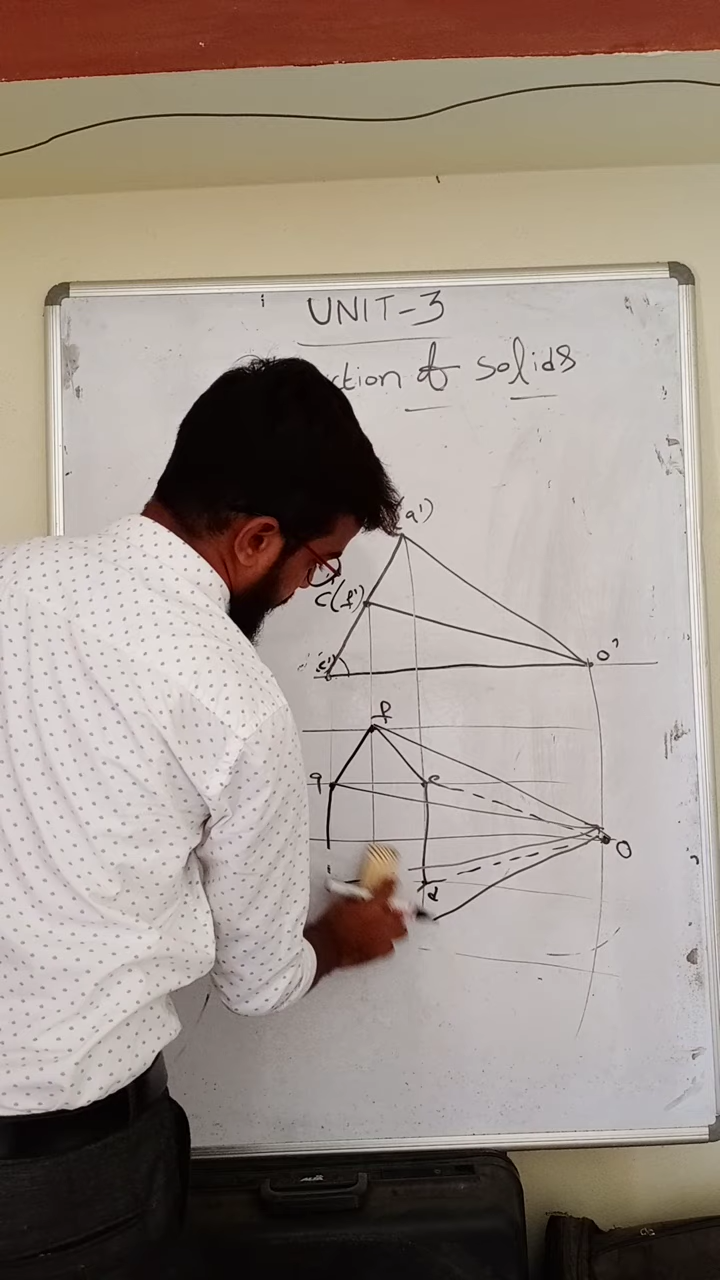 UNIT-3
ction of solids
(a')
c(f')
o'
f
q
e
O
d